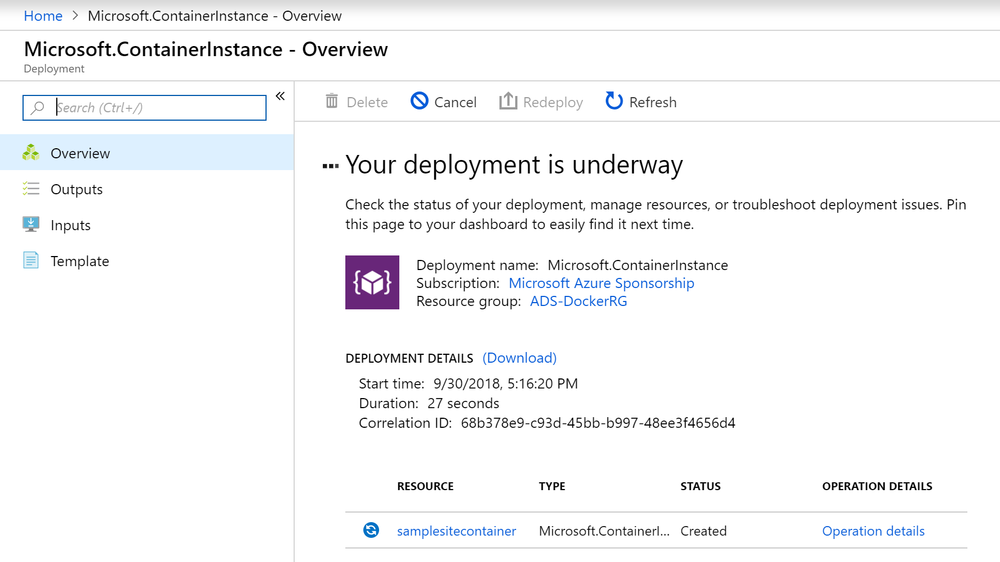 Home > Microsoft.ContainerInstance - Overview
Microsoft.ContainerInstance - Overview
Deployment
Search (Ctrl+/)
«
Overview
Outputs
Inputs
Template
Delete Cancel Redeploy Refresh
Your deployment is underway
Check the status of your deployment, manage resources, or troubleshoot deployment issues. Pin
this page to your dashboard to easily find it next time.
Deployment name: Microsoft.ContainerInstance
Subscription: Microsoft Azure Sponsorship
Resource group: ADS-DockerRG
DEPLOYMENT DETAILS (Download)
Start time: 9/30/2018, 5:16:20 PM
Duration: 27 seconds
Correlation ID: 68b378e9-c93d-45bb-b997-48ee3f4656d4
RESOURCE TYPE STATUS OPERATION DETAILS
samplesitecontainer Microsoft.ContainerI... Created Operation details